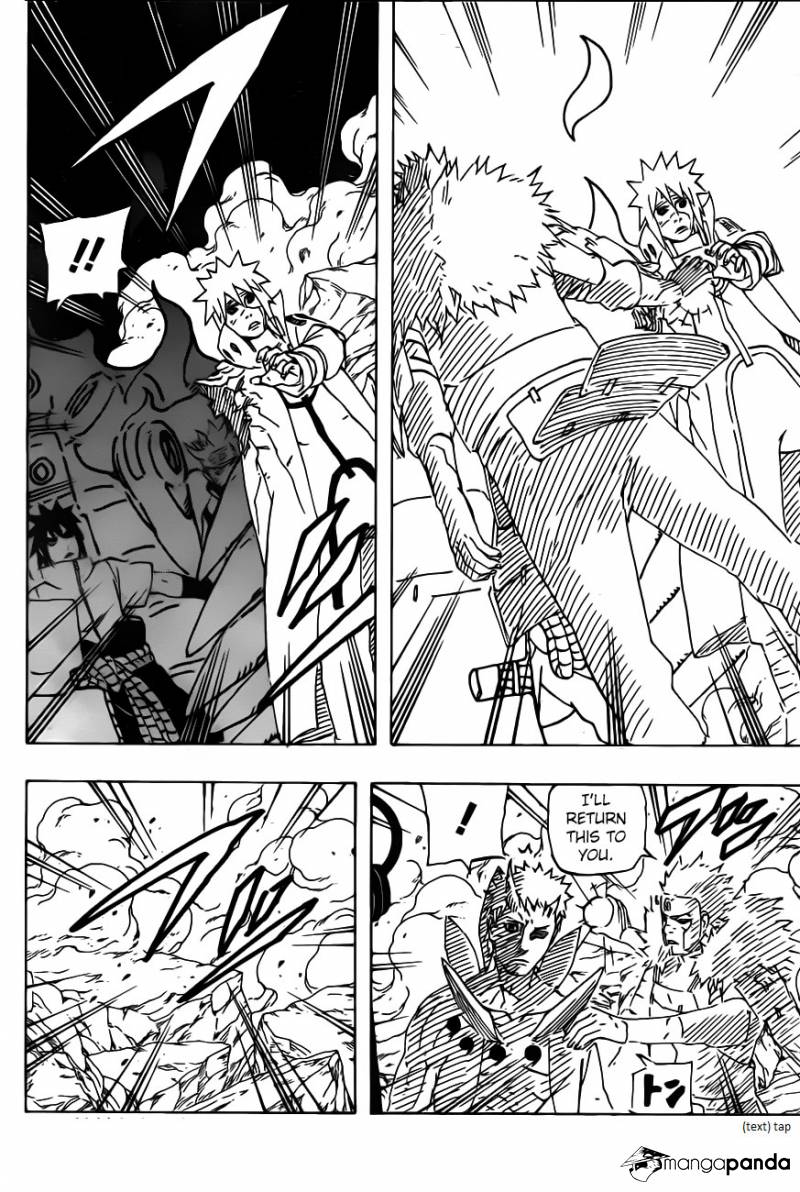 !!
I'LL
RETURN
THIS TO
YOU.
!
トン
(text) tap
mangapanda